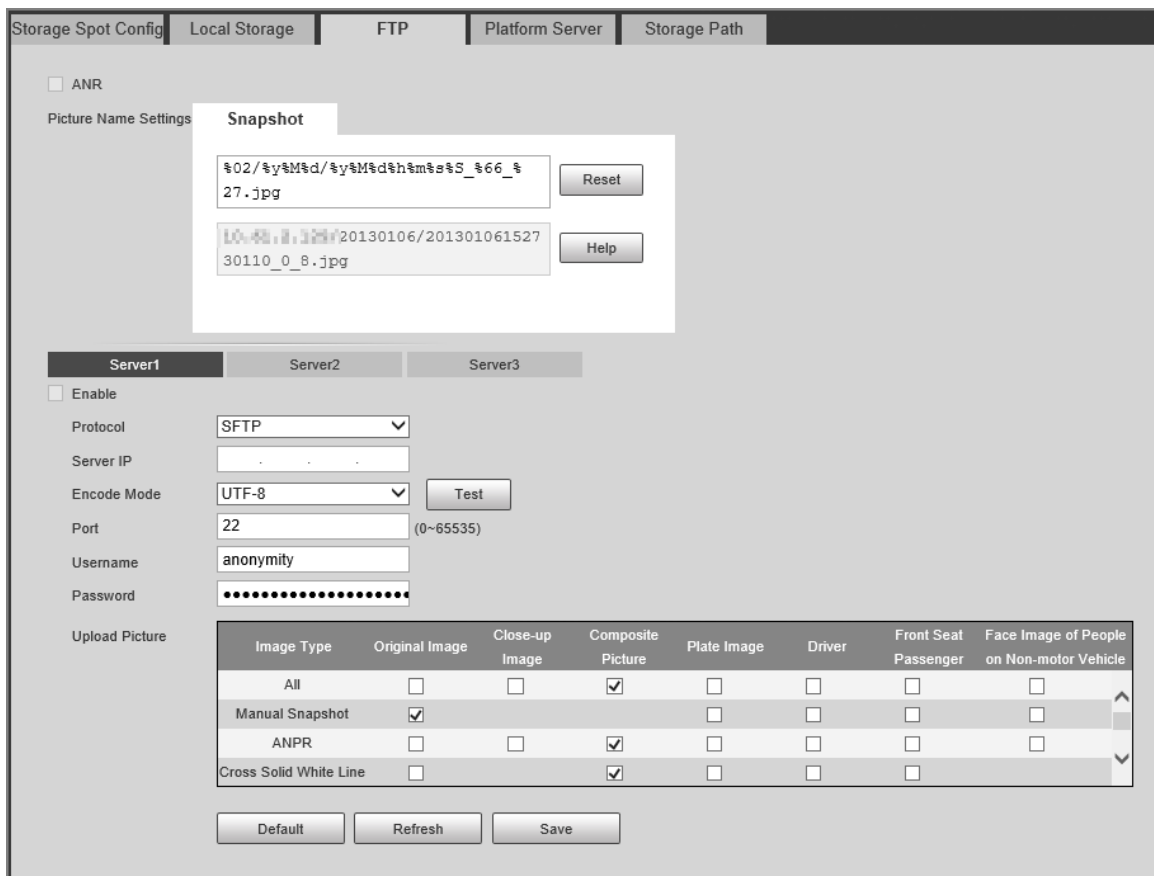 Storage Spot Config Local Storage FTP Platform Server Storage Path
ANR
Picture Name Settings Snapshot
%02/%y%M%d/%y%M%d%h%m%s%S_%66_%
27.jpg
Reset
20130106/201301061527
30110_0_8.jpg
Help
Server1 Server2 Server3
Enable
Protocol SFTP
Server IP . . .
Encode Mode UTF-8 Test
Port 22 (0~65535)
Username anonymity
Password ••••••••••••••••••••
Upload Picture
Image Type Original Image Close-up Image Composite Picture Plate Image Driver Front Seat Passenger Face Image of People on Non-motor Vehicle
All
Manual Snapshot
ANPR
Cross Solid White Line
Default Refresh Save